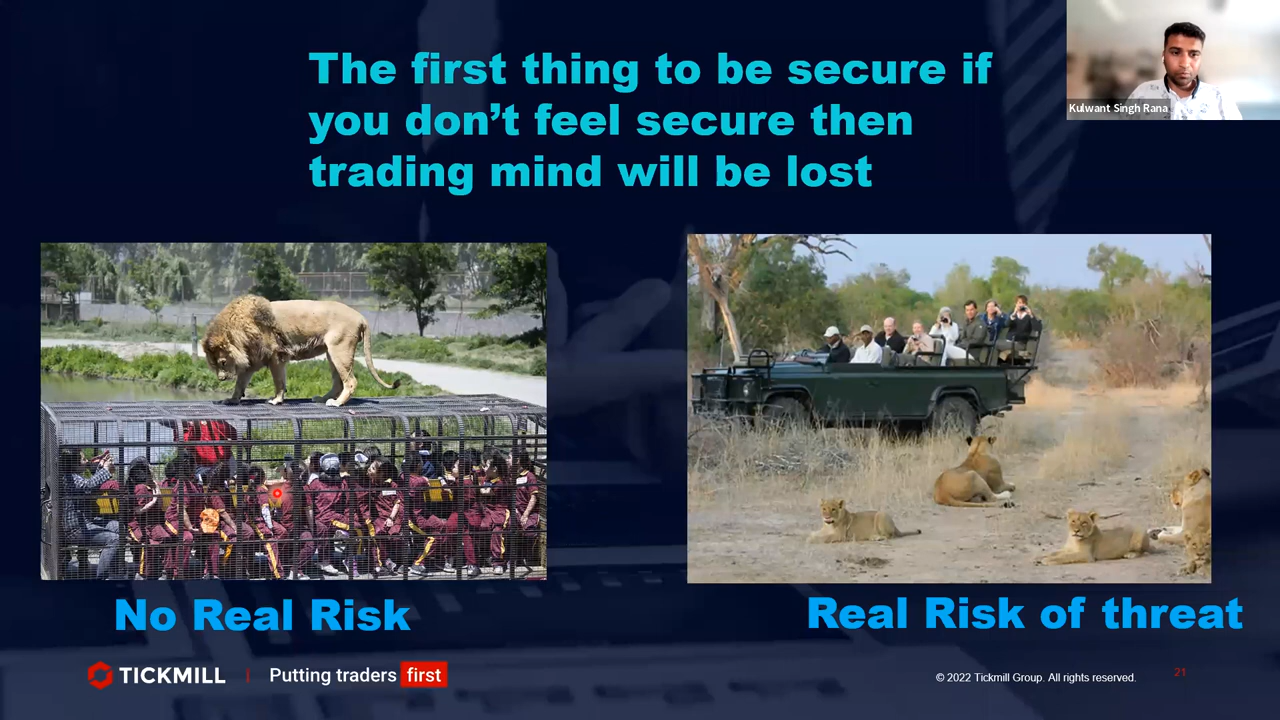 The first thing to be secure if
you don’t feel secure then
trading mind will be lost
Kulwant Singh Rana
No Real Risk
Real Risk of threat
TICKMILL | Putting traders first
© 2022 Tickmill Group. All rights reserved.
21